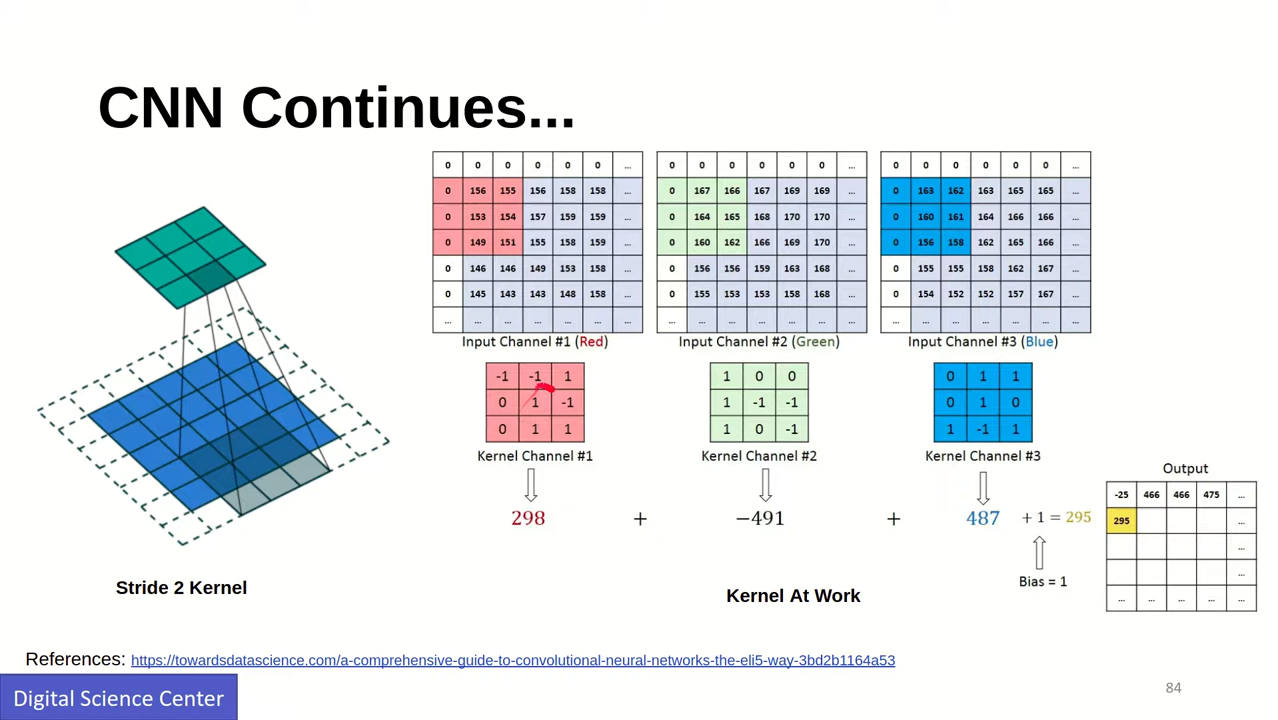 CNN Continues...
0 0 0 0 0 0 ...
0 156 155 156 158 158 ...
0 153 154 157 159 159 ...
0 149 151 155 158 159 ...
0 146 146 149 153 158 ...
0 145 143 143 148 158 ...
... ... ... ... ... ... ...
Input Channel #1 (Red)
0 0 0 0 0 0 ...
0 167 166 167 169 169 ...
0 164 165 168 170 170 ...
0 160 162 166 169 170 ...
0 156 156 159 163 168 ...
0 155 153 153 158 168 ...
... ... ... ... ... ... ...
Input Channel #2 (Green)
0 0 0 0 0 0 ...
0 163 162 163 165 165 ...
0 160 161 164 166 166 ...
0 156 158 162 165 166 ...
0 155 155 158 162 167 ...
0 154 152 152 157 167 ...
... ... ... ... ... ... ...
Input Channel #3 (Blue)
-1 -1 1
0 1 -1
0 1 1
Kernel Channel #1
1 0 0
1 -1 -1
1 0 -1
Kernel Channel #2
0 1 1
0 1 0
1 -1 1
Kernel Channel #3
298 + −491 + 487 + 1 = 295
Bias = 1
Output
-25 466 466 475 ...
295 ...
...
...
... ... ... ... ...
Stride 2 Kernel
Kernel At Work
References: https://towardsdatascience.com/a-comprehensive-guide-to-convolutional-neural-networks-the-eli5-way-3bd2b1164a53
Digital Science Center
84